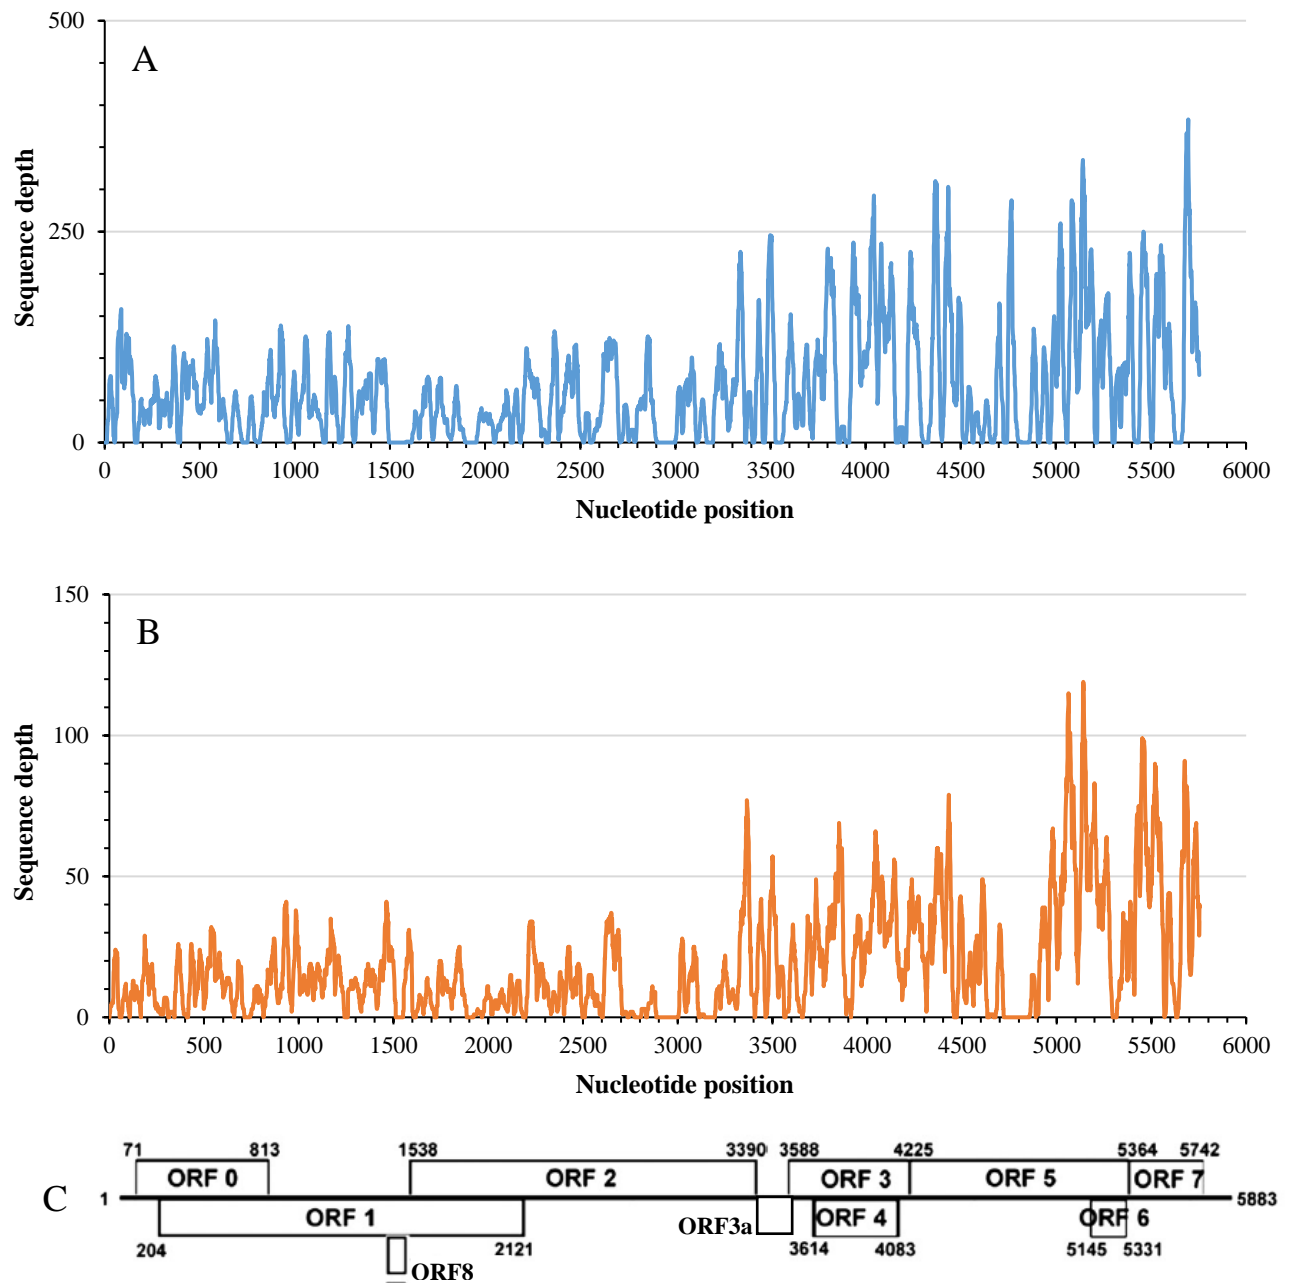 500
A
Sequence depth
250
0
0 500 1000 1500 2000 2500 3000 3500 4000 4500 5000 5500 6000
Nucleotide position
150
B
Sequence depth
100
50
0
0 500 1000 1500 2000 2500 3000 3500 4000 4500 5000 5500 6000
Nucleotide position
71 813 1538 3390 3588 4225 5364 5742
ORF 0 ORF 2 ORF 3 ORF 5 ORF 7
C 1 5883
ORF 1 ORF3a ORF 4 ORF 6
204 2121 3614 4083 5145 5331
ORF8